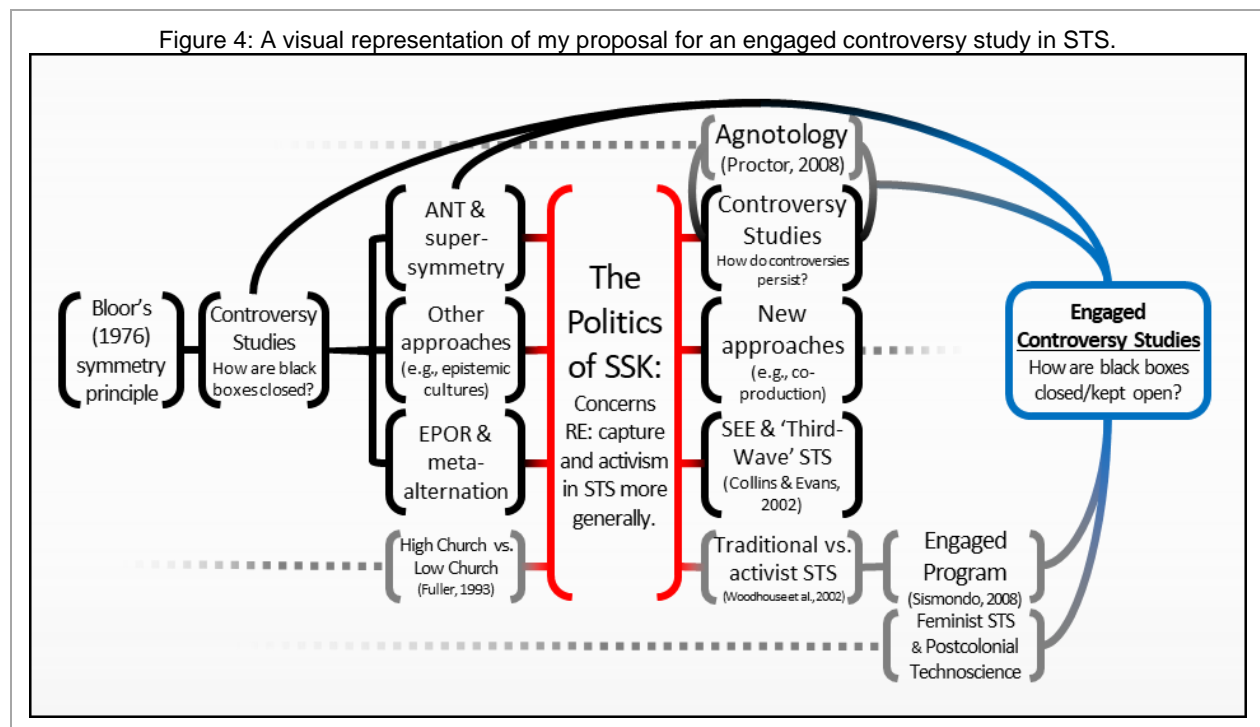 Figure 4: A visual representation of my proposal for an engaged controversy study in STS.
Bloor's
(1976)
symmetry
principle
Controversy
Studies
How are black
boxes closed?
ANT &
super-
symmetry
Other
approaches
(e.g., epistemic
cultures)
EPOR &
meta-
alternation
High Church vs.
Low Church
(Fuller, 1993)
The
Politics
of SSK:
Concerns
RE: capture
and activism
in STS more
generally.
Agnotology
(Proctor, 2008)
Controversy
Studies
How do controversies
persist?
New
approaches
(e.g., co-
production)
SEE & 'Third-
Wave' STS
(Collins & Evans,
2002)
Traditional vs.
activist STS
(Woodhouse et al., 2002)
Engaged
Program
(Sismondo, 2008)
Feminist STS
& Postcolonial
Technoscience
Engaged
Controversy Studies
How are black boxes
closed/kept open?